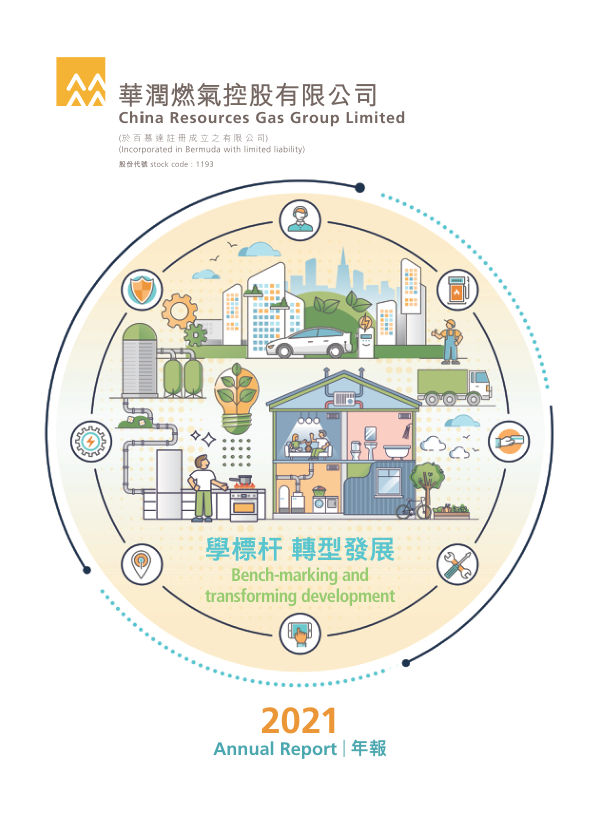 華潤燃氣控股有限公司
China Resources Gas Group Limited
(於百慕達註冊成立之有限公司)
(Incorporated in Bermuda with limited liability)
股份代號 stock code : 1193
學標杆 轉型發展
Bench-marking and
transforming development
2021
Annual Report | 年報